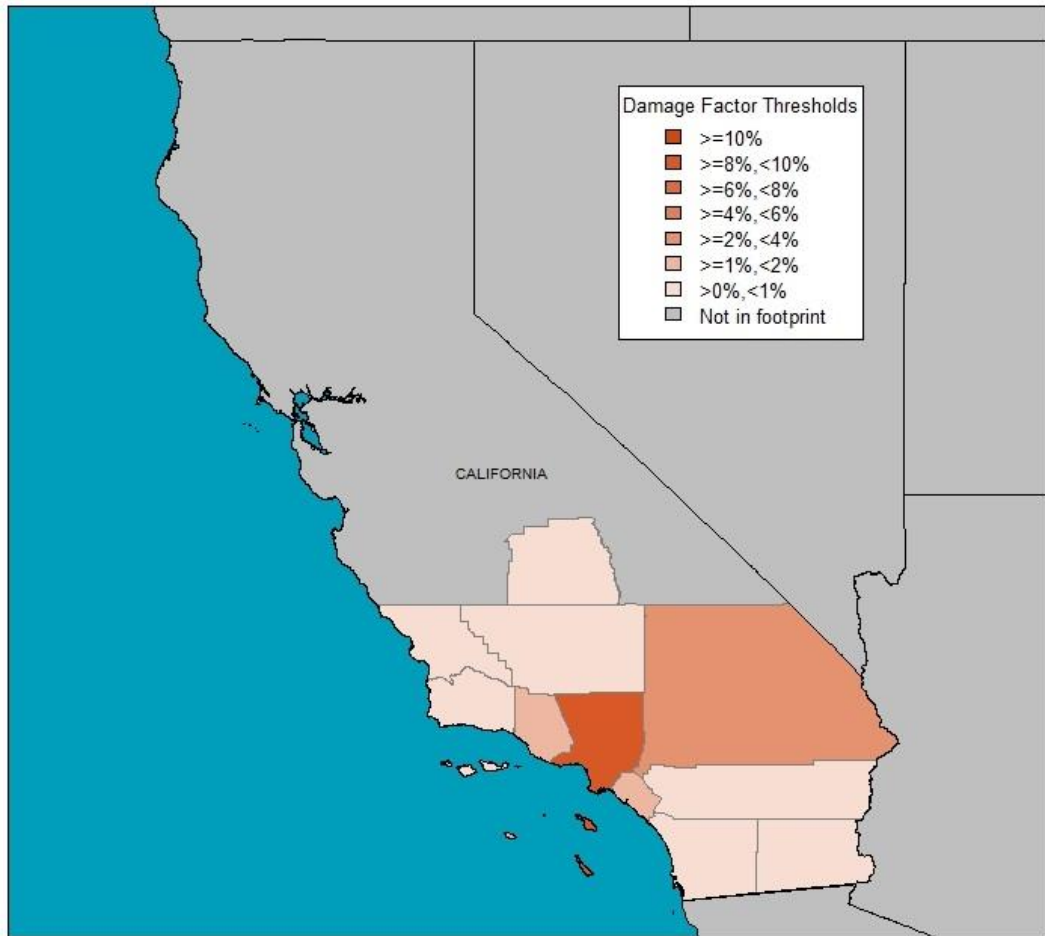 Damage Factor Thresholds
>=10%
>=8%,<10%
>=6%,<8%
>=4%,<6%
>=2%,<4%
>=1%,<2%
>0%,<1%
Not in footprint
CALIFORNIA